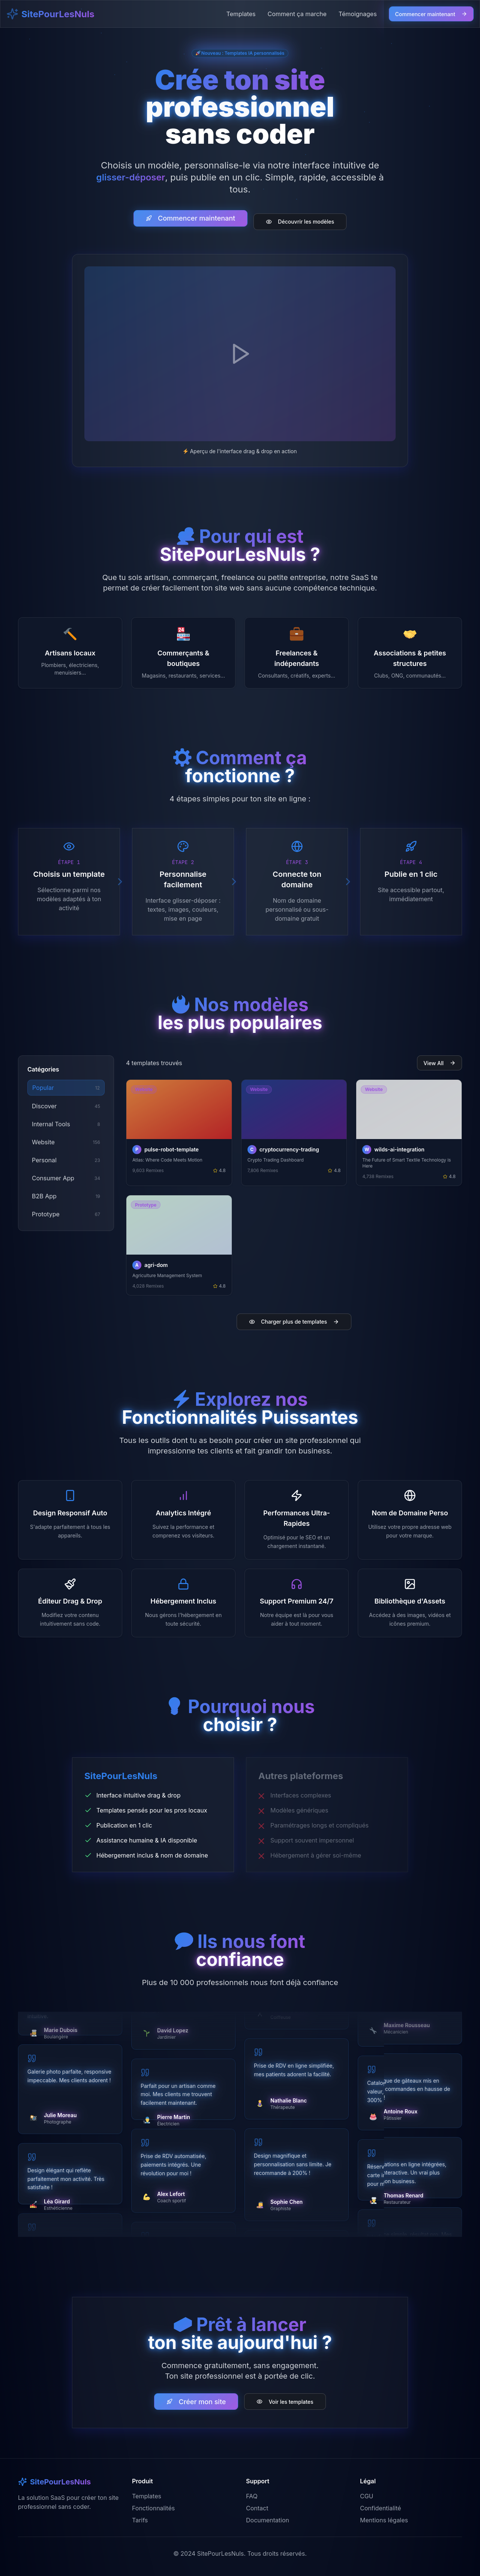 SitePourLesNuls
Templates
Comment ça marche
Témoignages
Commencer maintenant
Nouveau : Templates IA personnalisés
Crée ton site
professionnel
sans coder
Choisis un modèle, personnalise-le via notre interface intuitive de
glisser-déposer, puis publie en un clic. Simple, rapide, accessible à
tous.
Commencer maintenant
Découvrir les modèles
⚡ Aperçu de l'interface drag & drop en action
Pour qui est
SitePourLesNuls ?
Que tu sois artisan, commerçant, freelance ou petite entreprise, notre SaaS te
permet de créer facilement ton site web sans aucune compétence technique.
Artisans locaux
Plombiers, électriciens,
menuisiers...
Commerçants &
boutiques
Magasins, restaurants, services...
Freelances &
indépendants
Consultants, créatifs, experts...
Associations & petites
structures
Clubs, ONG, communautés...
Comment ça
fonctionne ?
4 étapes simples pour ton site en ligne :
ÉTAPE 1
Choisis un template
Sélectionne parmi nos
modèles adaptés à ton
activité
ÉTAPE 2
Personnalise
facilement
Interface glisser-déposer :
textes, images, couleurs,
mise en page
ÉTAPE 3
Connecte ton
domaine
Nom de domaine
personnalisé ou sous-
domaine gratuit
ÉTAPE 4
Publie en 1 clic
Site accessible partout,
immédiatement
Nos modèles
les plus populaires
Catégories
Popular
Discover
Internal Tools
Website
Personal
Consumer App
B2B App
Prototype
4 templates trouvés
View All
P
pulse-robot-template
Atlas: Where Code Meets Motion
Remixes
4.8
Website
C
cryptocurrency-trading
Crypto Trading Dashboard
Remixes
4.8
Website
W
wilds-ai-integration
The Future of Smart Textile Technology is
Here
Remixes
4.8
Prototype
A
agri-dom
Agriculture Management System
Remixes
4.8
Charger plus de templates
Explorez nos
Fonctionnalités Puissantes
Tous les outils dont tu as besoin pour créer un site professionnel qui
impressionne tes clients et fait grandir ton business.
Design Responsif Auto
S'adapte parfaitement à tous les
appareils.
Analytics Intégré
Suivez la performance et
comprenez vos visiteurs.
Performances Ultra-
Rapides
Optimisé pour le SEO et un
chargement instantané.
Nom de Domaine Perso
Utilisez votre propre adresse web
pour votre marque.
Éditeur Drag & Drop
Modifiez votre contenu
intuitivement sans code.
Hébergement Inclus
Nous gérons l'hébergement en
toute sécurité.
Support Premium 24/7
Notre équipe est là pour vous
aider à tout moment.
Bibliothèque d'Assets
Accédez à des images, vidéos et
icônes premium.
Pourquoi nous
choisir ?
SitePourLesNuls
Interface intuitive drag & drop
Templates pensés pour les pros locaux
Publication en 1 clic
Assistance humaine & IA disponible
Hébergement inclus & nom de domaine
Autres plateformes
Interfaces complexes
Modèles génériques
Paramétrages longs et compliqués
Support souvent impersonnel
Hébergement à gérer soi-même
Ils nous font
confiance
Plus de 10 000 professionnels nous font déjà confiance
Marie Dubois
Boulangère
Galerie photo parfaite, responsive
impeccable. Mes clients adorent !
Julie Moreau
Photographe
Design élégant qui reflète
parfaitement mon activité. Très
satisfaite !
Léa Girard
Esthéticienne
David Lopez
Jardinier
Parfait pour un artisan comme
moi. Mes clients me trouvent
facilement maintenant.
Pierre Martin
Électricien
Prise de RDV automatisée,
paiements intégrés. Une
révolution pour moi !
Alex Lefort
Coach sportif
Prise de RDV en ligne simplifiée,
mes patients adorent la facilité.
Nathalie Blanc
Thérapeute
Design magnifique et
personnalisation sans limite. Je
recommande à 200% !
Sophie Chen
Graphiste
Maxime Rousseau
Mécanicien
que de gâteaux mis en
valeur, commandes en hausse de
300% !
Antoine Roux
Pâtissier
en ligne intégrées,
carte interactive. Un vrai plus
pour mon business.
Thomas Renard
Restaurateur
Prêt à lancer
ton site aujourd'hui ?
Commence gratuitement, sans engagement.
Ton site professionnel est à portée de clic.
Créer mon site
Voir les templates
SitePourLesNuls
La solution SaaS pour créer ton site
professionnel sans coder.
Produit
Templates
Fonctionnalités
Tarifs
Support
FAQ
Contact
Documentation
Légal
CGU
Confidentialité
Mentions légales
© 2024 SitePourLesNuls. Tous droits réservés.